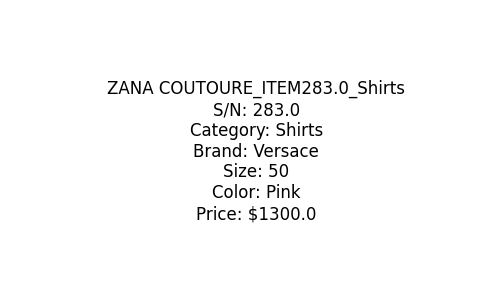 ZANA COUTOURE_ITEM283.0_Shirts
S/N: 283.0
Category: Shirts
Brand: Versace
Size: 50
Color: Pink
Price: $1300.0